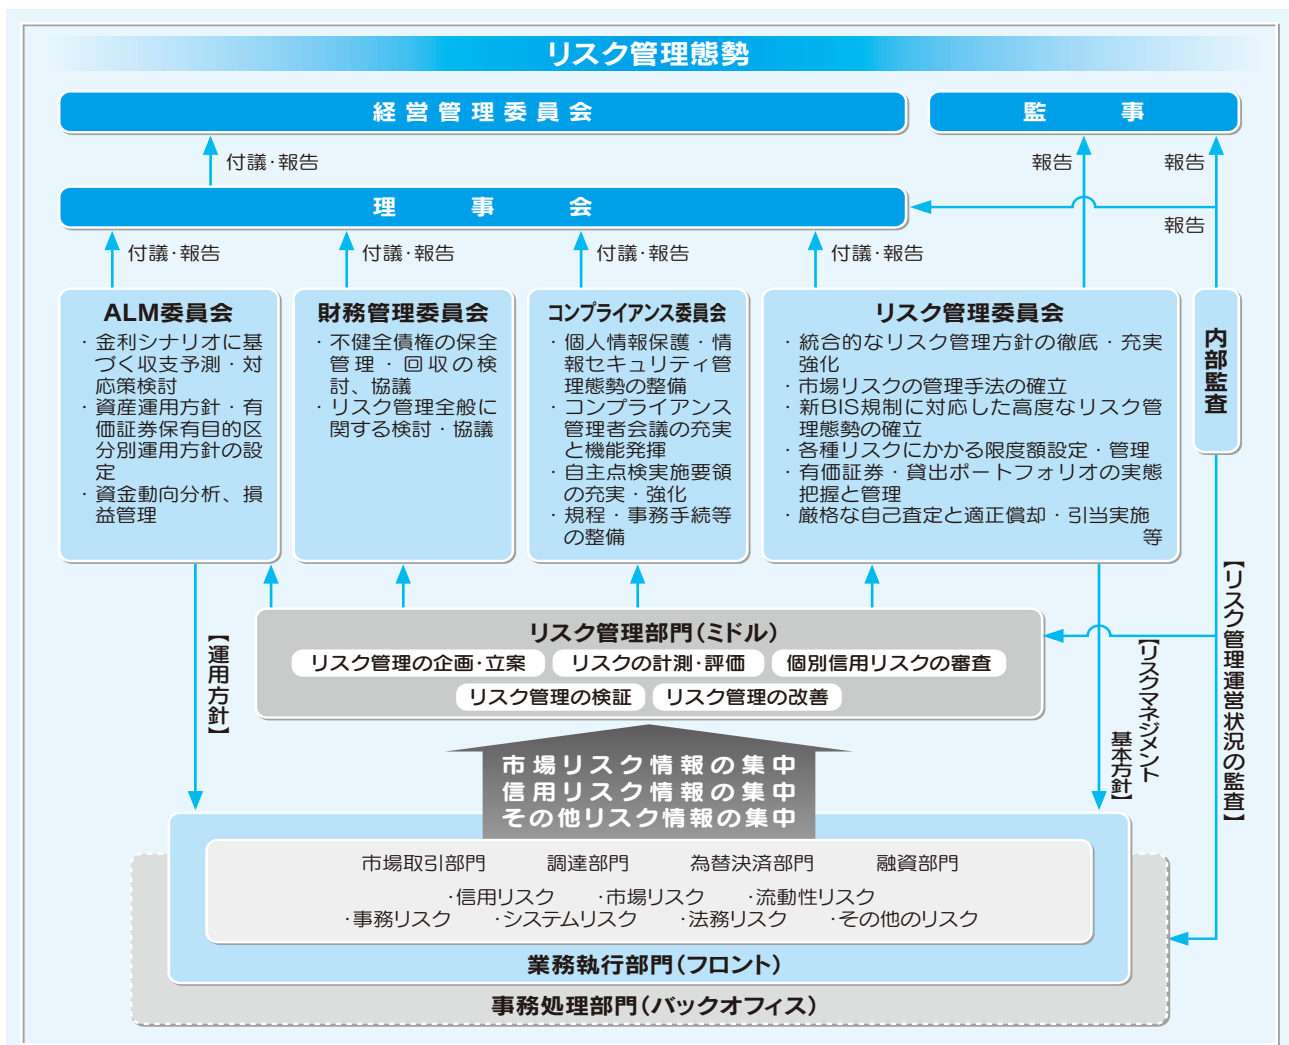 リスク管理態勢
経営管理委員会
監事
付議･報告
報告
報告
理事会
報告
付議･報告
付議･報告
付議･報告
付議･報告
ALM委員会
・金利シナリオに基
づく収支予測・対
応策検討
・資産運用方針・有
価証券保有目的区
分別運用方針の設
定
・資金動向分析、損
益管理
財務管理委員会
・不健全債権の保全
管理・回収の検
討、協議
・リスク管理全般に
関する検討・協議
コンプライアンス委員会
・個人情報保護・情
報セキュリティ管
理態勢の整備
・コンプライアンス
管理者会議の充実
と機能発揮
・自主点検実施要領
の充実・強化
・規程・事務手続等
の整備
リスク管理委員会
・統合的なリスク管理方針の徹底・充実
強化
・市場リスクの管理手法の確立
・新BIS規制に対応した高度なリスク管
理態勢の確立
・各種リスクにかかる限度額設定・管理
・有価証券・貸出ポートフォリオの実態
把握と管理
・厳格な自己査定と適正償却・引当実施
等
内部監査
【運用方針】
リスク管理部門（ミドル）
リスク管理の企画･立案
リスクの計測･評価
個別信用リスクの審査
リスク管理の検証
リスク管理の改善
【リスクマネジメント
基本方針】
【リスク管理運営状況の監査】
市場リスク情報の集中
信用リスク情報の集中
その他リスク情報の集中
市場取引部門
調達部門
為替決済部門
融資部門
･信用リスク ･市場リスク ･流動性リスク
･事務リスク ･システムリスク ･法務リスク ･その他のリスク
業務執行部門（フロント）
事務処理部門（バックオフィス）